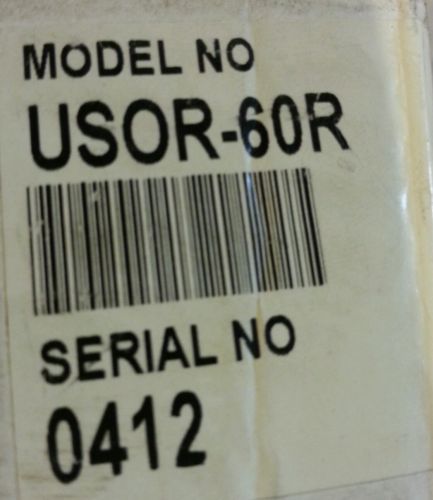 MODEL NO
USOR-60R
SERIAL NO
0412